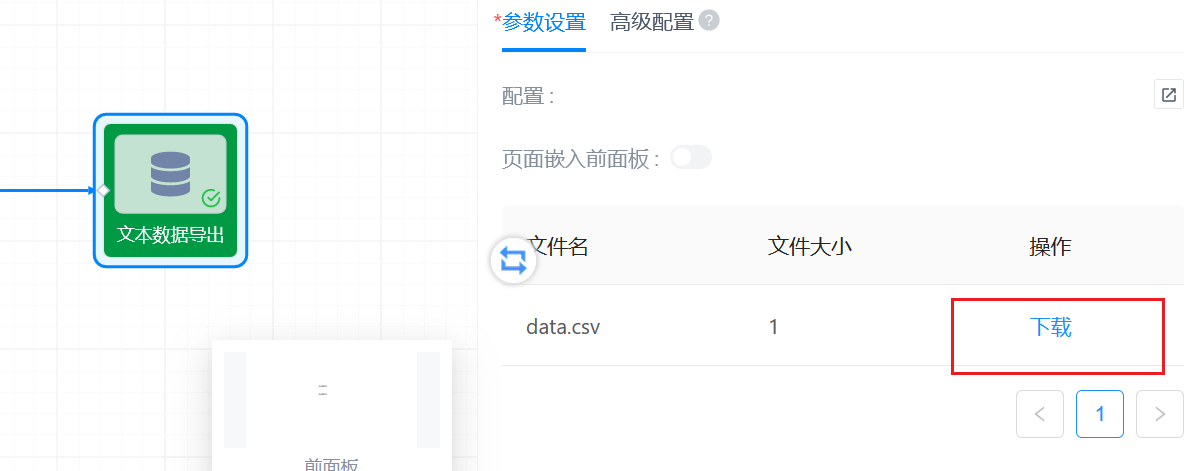 *参数设置 高级配置 ?
配置 :
页面嵌入前面板 :
文本数据导出
文件名 文件大小 操作
data.csv 1 下载
< 1 >
前面板